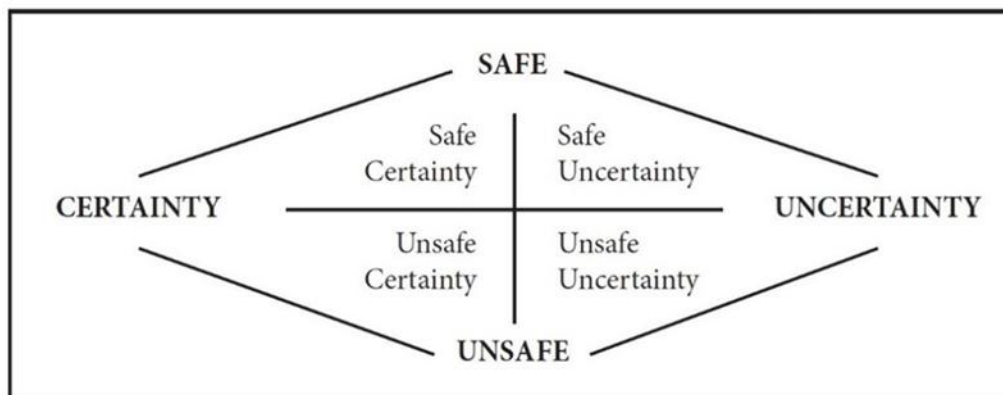 SAFE
Safe
Certainty
Safe
Uncertainty
CERTAINTY
UNCERTAINTY
Unsafe
Certainty
Unsafe
Uncertainty
UNSAFE